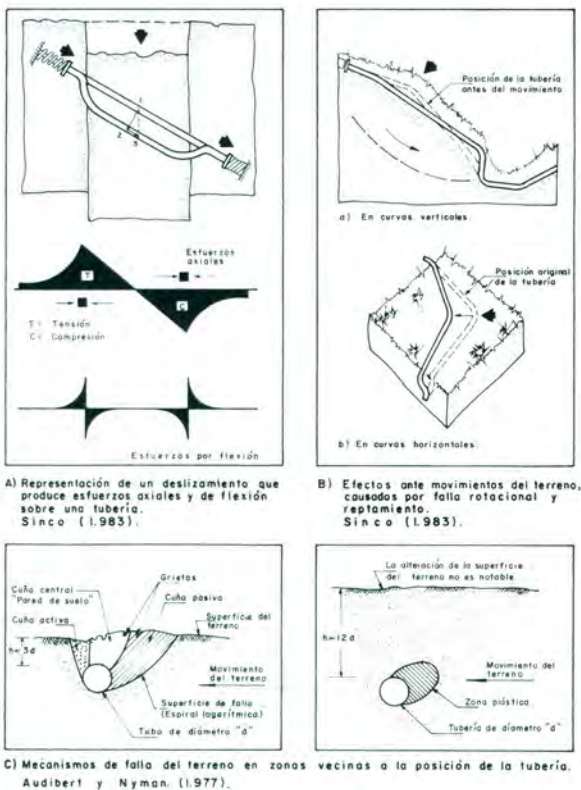 1
2
3
Esfuerzos
axiales
T
C
T= Tensión
C= Compresión
Esfuerzos por flexión
A) Representación de un deslizamiento que
produce esfuerzos axiales y de flexión
sobre una tubería.
Sinco (1.983).
Posición de la tubería
antes del movimiento
a) En curvas verticales.
Posición original
de la tubería
b) En curvas horizontales.
B) Efectos ante movimientos del terreno,
causados por falla rotacional y
reptamiento.
Sinco (1.983).
Grietas
Cuña central
"Pared de suelo"
Cuña pasiva
Cuña activa
Superficie del
terreno
h=3d
Movimiento
del terreno
Superficie de falla
(Espiral logarítmica)
Tubo de diámetro "d"
La alteración de la superficie
del terreno no es notable
h=12d
Movimiento del
terreno
Zona plástica
Tubería de diámetro "d"
C) Mecanismos de falla del terreno en zonas vecinas a la posición de la tubería.
Audibert y Nyman. (1.977).